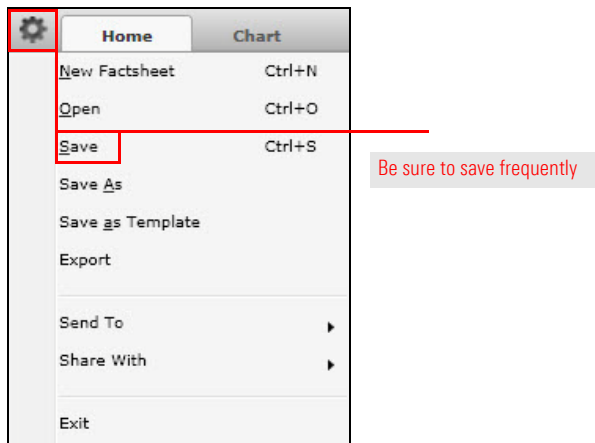 Home Chart
New Factsheet Ctrl+N
Open Ctrl+O
Save Ctrl+S
Be sure to save frequently
Save As
Save as Template
Export
Send To
Share With
Exit